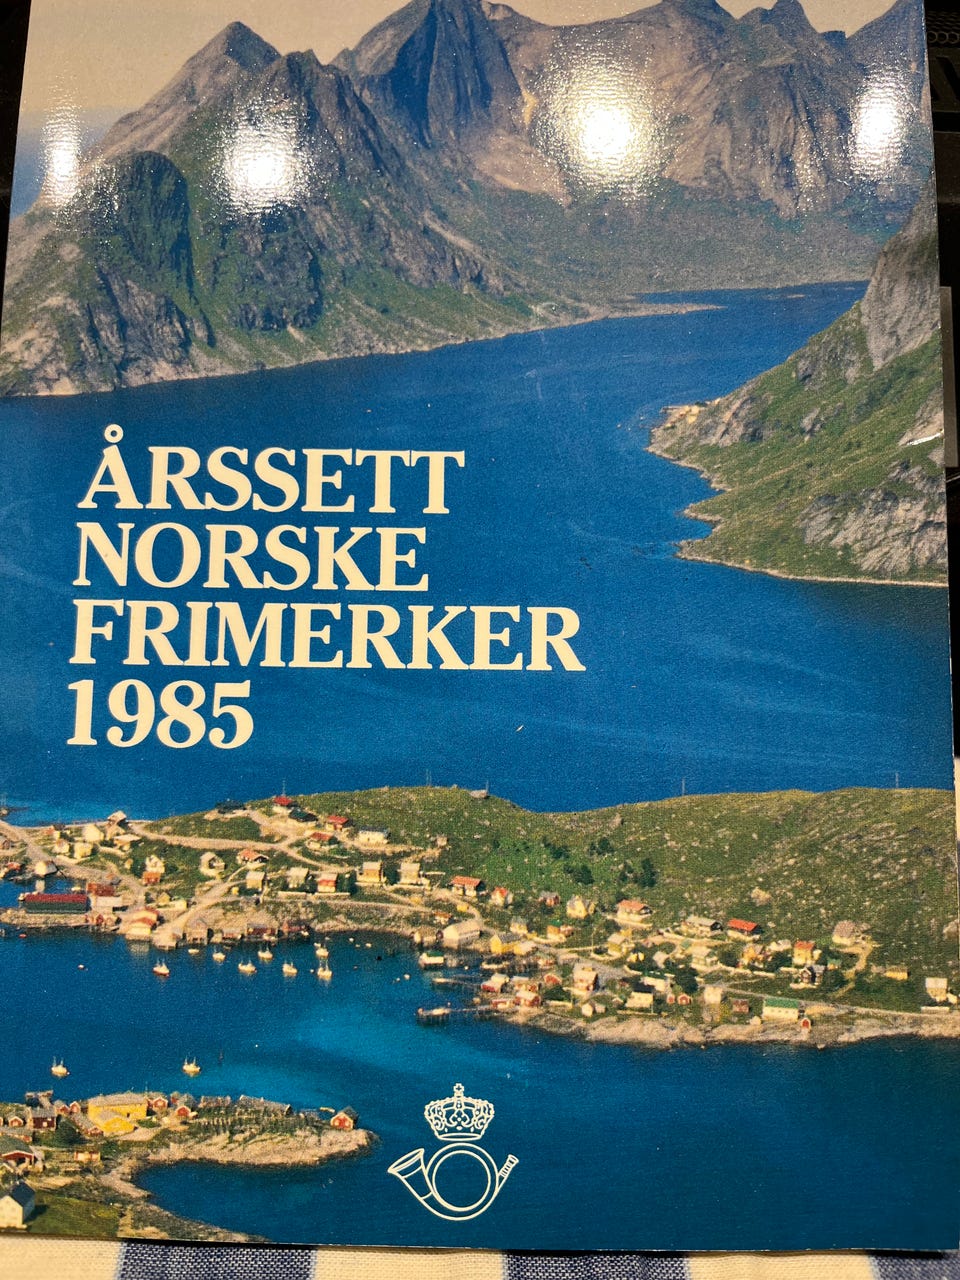 ÅRSSETT
NORSKE
FRIMERKER
1985